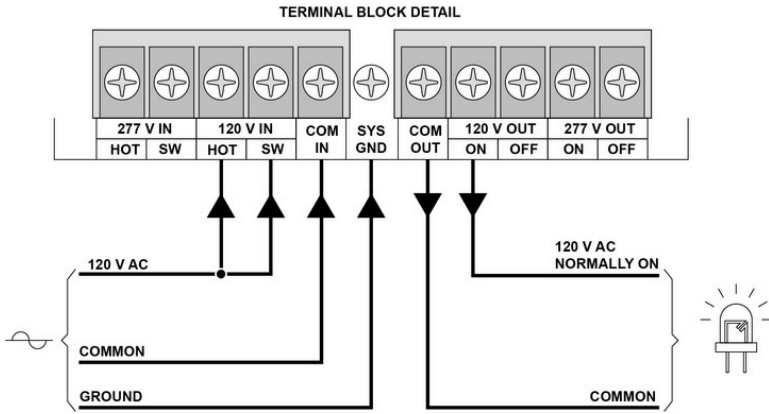 TERMINAL BLOCK DETAIL
277 V IN
120 V IN
COM
IN
SYS
GND
COM
OUT
120 V OUT
277 V OUT
HOT
SW
HOT
SW
ON
OFF
ON
OFF
120 V AC
COMMON
GROUND
120 V AC
NORMALLY ON
COMMON